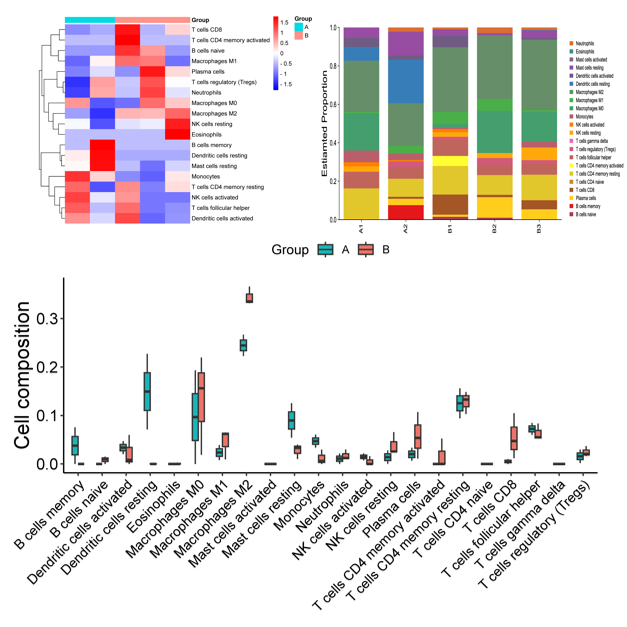 Group
T cells CD8
T cells CD4 memory activated
B cells naive
Macrophages M1
Plasma cells
T cells regulatory (Tregs)
Neutrophils
Macrophages M0
Macrophages M2
NK cells resting
Eosinophils
B cells memory
Dendritic cells resting
Mast cells resting
Monocytes
T cells CD4 memory resting
NK cells activated
T cells follicular helper
Dendritic cells activated
1.5
1
0.5
0
- 0.5
- 1
- 1.5
Group
A
B
Estiamted Proportion
1.0
0.8
0.6
0.4
0.2
0.0
A1
A2
B1
B2
B3
Neutrophils
Eosinophils
Mast cells activated
Mast cells resting
Dendritic cells activated
Dendritic cells resting
Macrophages M2
Macrophages M1
Macrophages M0
Monocytes
NK cells activated
NK cells resting
T cells gamma delta
T cells regulatory (Tregs)
T cells follicular helper
T cells CD4 memory activated
T cells CD4 memory resting
T cells CD4 naive
T cells CD8
Plasma cells
B cells memory
B cells naive
Group A B
Cell composition
0.3
0.2
0.1
0.0
B cells memory
B cells naive
Dendritic cells activated
Dendritic cells resting
Eosinophils
Macrophages M0
Macrophages M1
Macrophages M2
Mast cells activated
Mast cells resting
Monocytes
Neutrophils
NK cells activated
NK cells resting
Plasma cells
T cells CD4 memory activated
T cells CD4 memory resting
T cells CD4 naive
T cells CD8
T cells follicular helper
T cells gamma delta
T cells regulatory (Tregs)